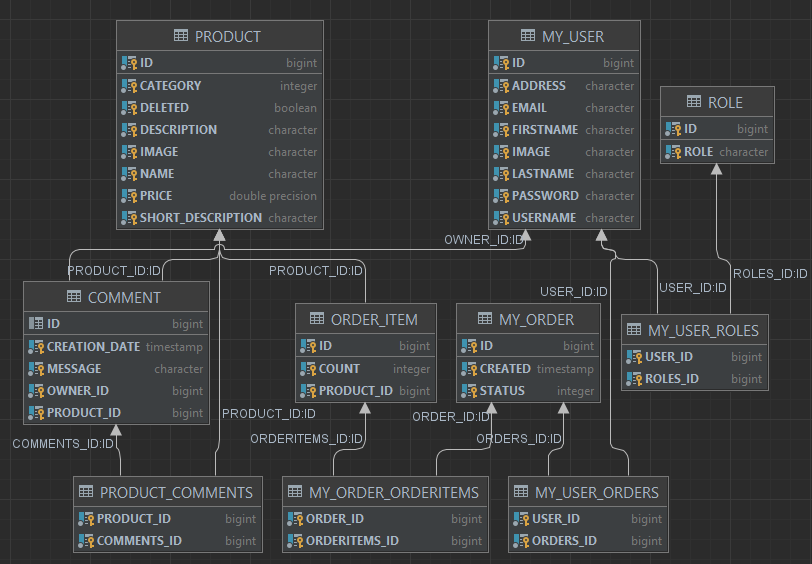 PRODUCT
ID bigint
CATEGORY integer
DELETED boolean
DESCRIPTION character
IMAGE character
NAME character
PRICE double precision
SHORT_DESCRIPTION character
MY_USER
ID bigint
ADDRESS character
EMAIL character
FIRSTNAME character
IMAGE character
LASTNAME character
PASSWORD character
USERNAME character
ROLE
ID bigint
ROLE character
OWNER_ID:ID
PRODUCT_ID:ID
PRODUCT_ID:ID
USER_ID:ID
USER_ID:ID
ROLES_ID:ID
COMMENT
ID bigint
CREATION_DATE timestamp
MESSAGE character
OWNER_ID bigint
PRODUCT_ID bigint
ORDER_ITEM
ID bigint
COUNT integer
PRODUCT_ID bigint
MY_ORDER
ID bigint
CREATED timestamp
STATUS integer
MY_USER_ROLES
USER_ID bigint
ROLES_ID bigint
PRODUCT_ID:ID
ORDER_ID:ID
COMMENTS_ID:ID
ORDERITEMS_ID:ID
ORDERS_ID:ID
PRODUCT_COMMENTS
PRODUCT_ID bigint
COMMENTS_ID bigint
MY_ORDER_ORDERITEMS
ORDER_ID bigint
ORDERITEMS_ID bigint
MY_USER_ORDERS
USER_ID bigint
ORDERS_ID bigint